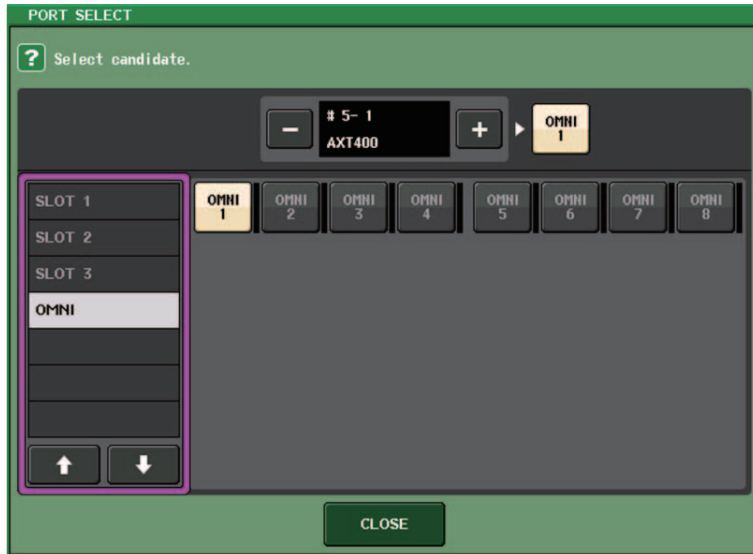 PORT SELECT
? Select candidate.
− # 5- 1 + OMNI
AXT400 1
SLOT 1
SLOT 2
SLOT 3
OMNI
OMNI 1
OMNI 2
OMNI 3
OMNI 4
OMNI 5
OMNI 6
OMNI 7
OMNI 8
CLOSE